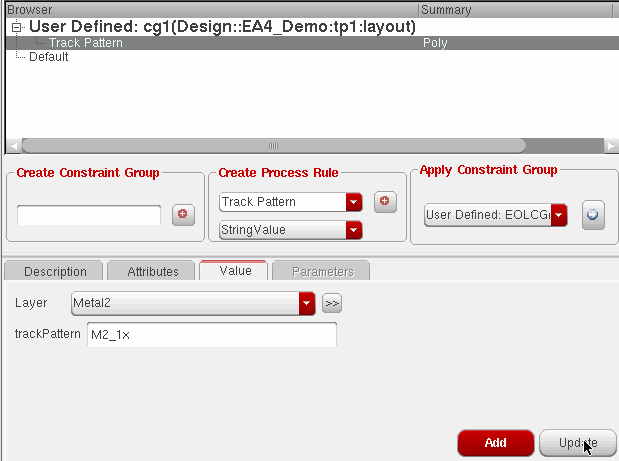 Browser Summary
User Defined: cg1(Design::EA4_Demo:tp1:layout)
Track Pattern Poly
Default
Create Constraint Group
Create Process Rule
Apply Constraint Group
Track Pattern
StringValue
User Defined: EOLCGr
Description Attributes Value Parameters
Layer Metal2 >>
trackPattern M2_1x
Add Update